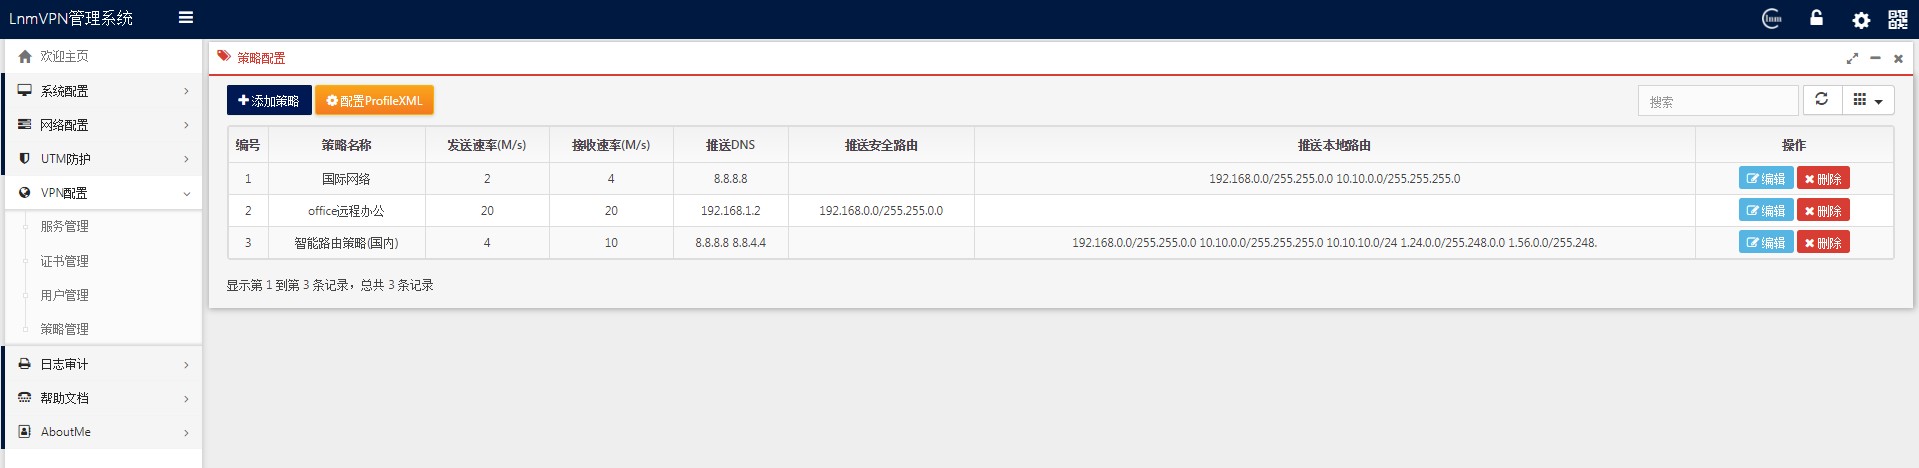 LnmVPN管理系统
lnm
欢迎主页
系统配置
网络配置
UTM防护
VPN配置
服务管理
证书管理
用户管理
策略管理
日志审计
帮助文档
AboutMe
策略配置
添加策略 配置ProfileXML 搜索
编号 策略名称 发送速率(M/s) 接收速率(M/s) 推送DNS 推送安全路由 推送本地路由 操作
1 国际网络 2 4 8.8.8.8 192.168.0.0/255.255.0.0 10.10.0.0/255.255.255.0 编辑 删除
2 office远程办公 20 20 192.168.1.2 192.168.0.0/255.255.0.0 编辑 删除
3 智能路由策略(国内) 4 10 8.8.8.8 8.8.4.4 192.168.0.0/255.255.0.0 10.10.0.0/255.255.255.0 10.10.10.0/24 1.24.0.0/255.248.0.0 1.56.0.0/255.248. 编辑 删除
显示第 1 到第 3 条记录，总共 3 条记录